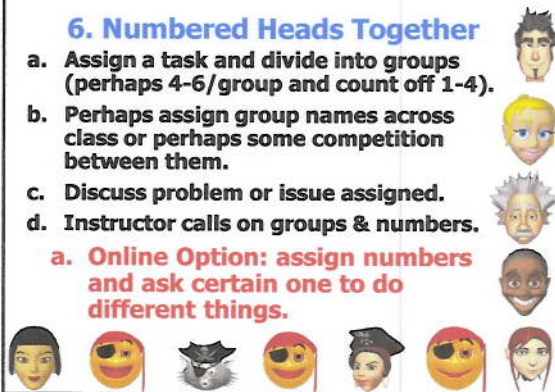 6. Numbered Heads Together
a. Assign a task and divide into groups
(perhaps 4-6/group and count off 1-4).
b. Perhaps assign group names across
class or perhaps some competition
between them.
c. Discuss problem or issue assigned.
d. Instructor calls on groups & numbers.
a. Online Option: assign numbers
and ask certain one to do
different things.